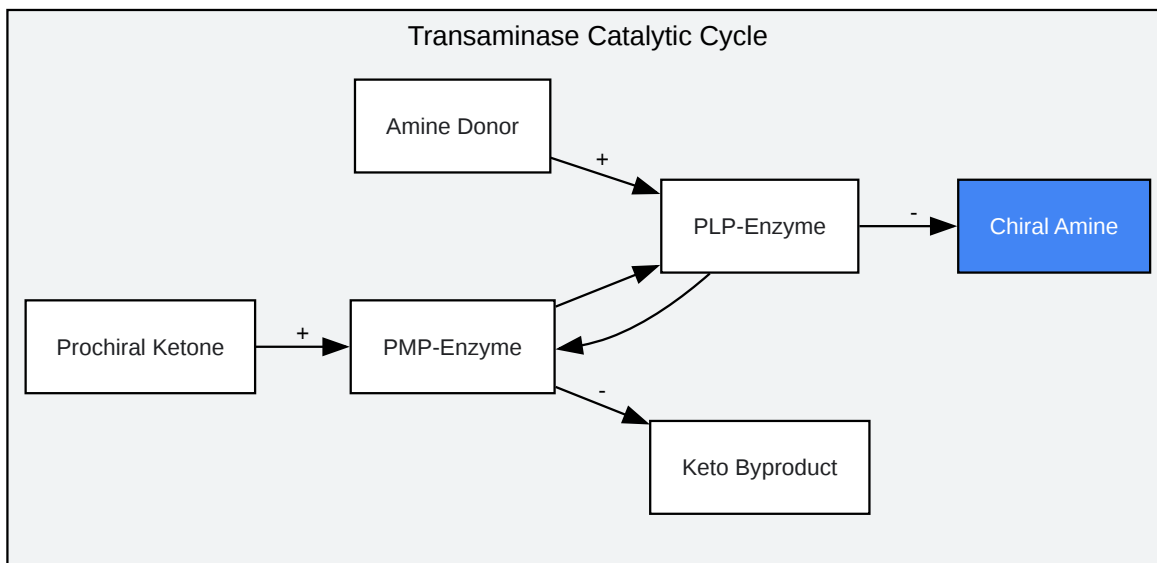 Transaminase Catalytic Cycle
Amine Donor
+
PLP-Enzyme
-
Chiral Amine
Prochiral Ketone
+
PMP-Enzyme
-
Keto Byproduct